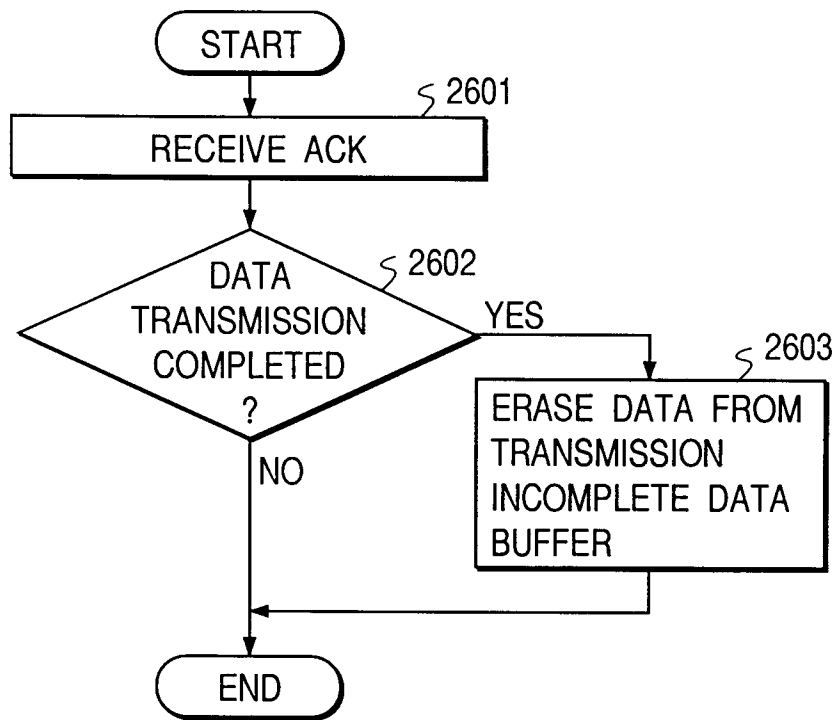 START
2601
RECEIVE ACK
2602
DATA
TRANSMISSION
COMPLETED
?
YES
NO
2603
ERASE DATA FROM
TRANSMISSION
INCOMPLETE DATA
BUFFER
END